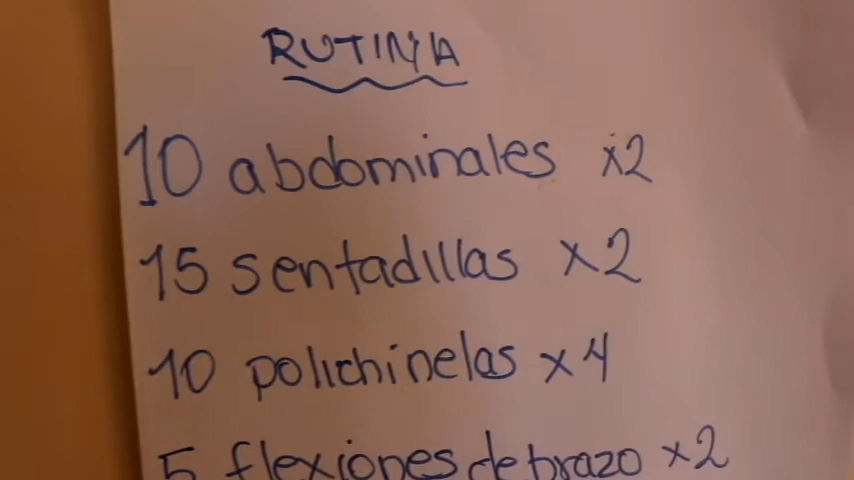 RUTINA
10 abdominales x2
15 sentadillas x2
10 polichinelas x4
5 flexiones de brazo x2